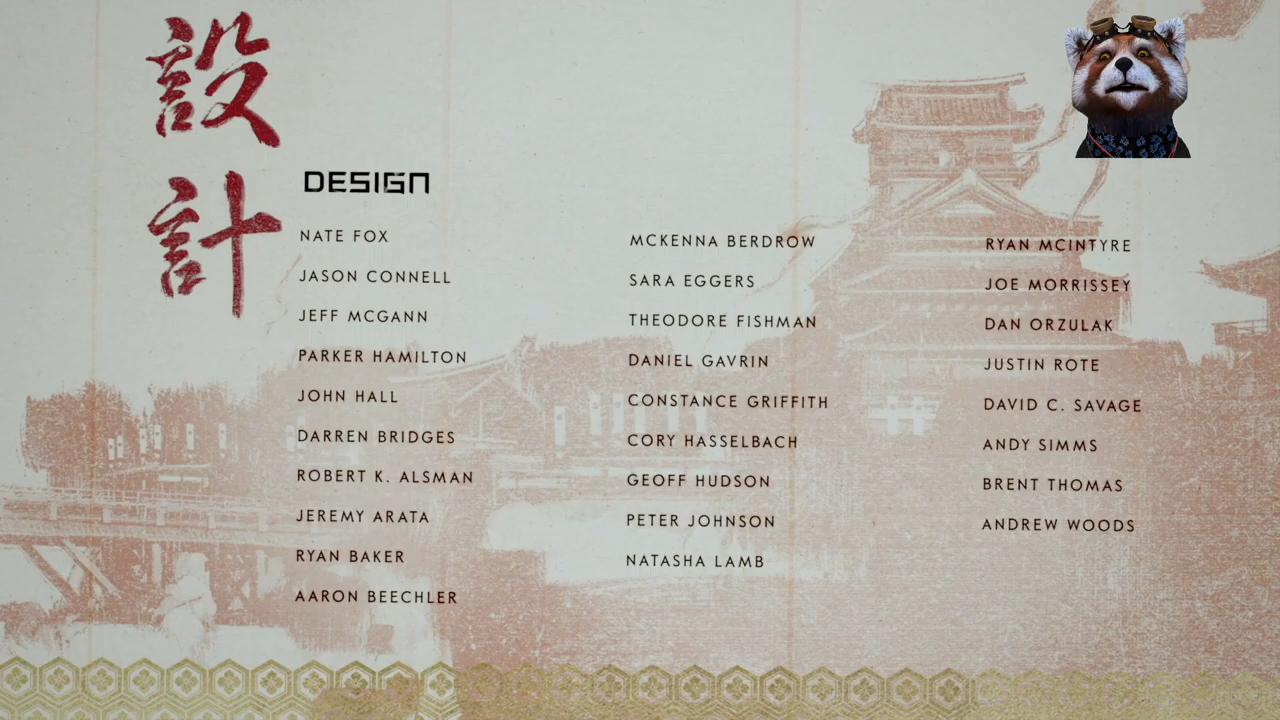 設計
DESIGN
NATE FOX
JASON CONNELL
JEFF MCGANN
PARKER HAMILTON
JOHN HALL
DARREN BRIDGES
ROBERT K. ALSMAN
JEREMY ARATA
RYAN BAKER
AARON BEECHLER
MCKENNA BERDROW
SARA EGGERS
THEODORE FISHMAN
DANIEL GAVRIN
CONSTANCE GRIFFITH
CORY HASSELBACH
GEOFF HUDSON
PETER JOHNSON
NATASHA LAMB
RYAN MCINTYRE
JOE MORRISSEY
DAN ORZULAK
JUSTIN ROTE
DAVID C. SAVAGE
ANDY SIMMS
BRENT THOMAS
ANDREW WOODS